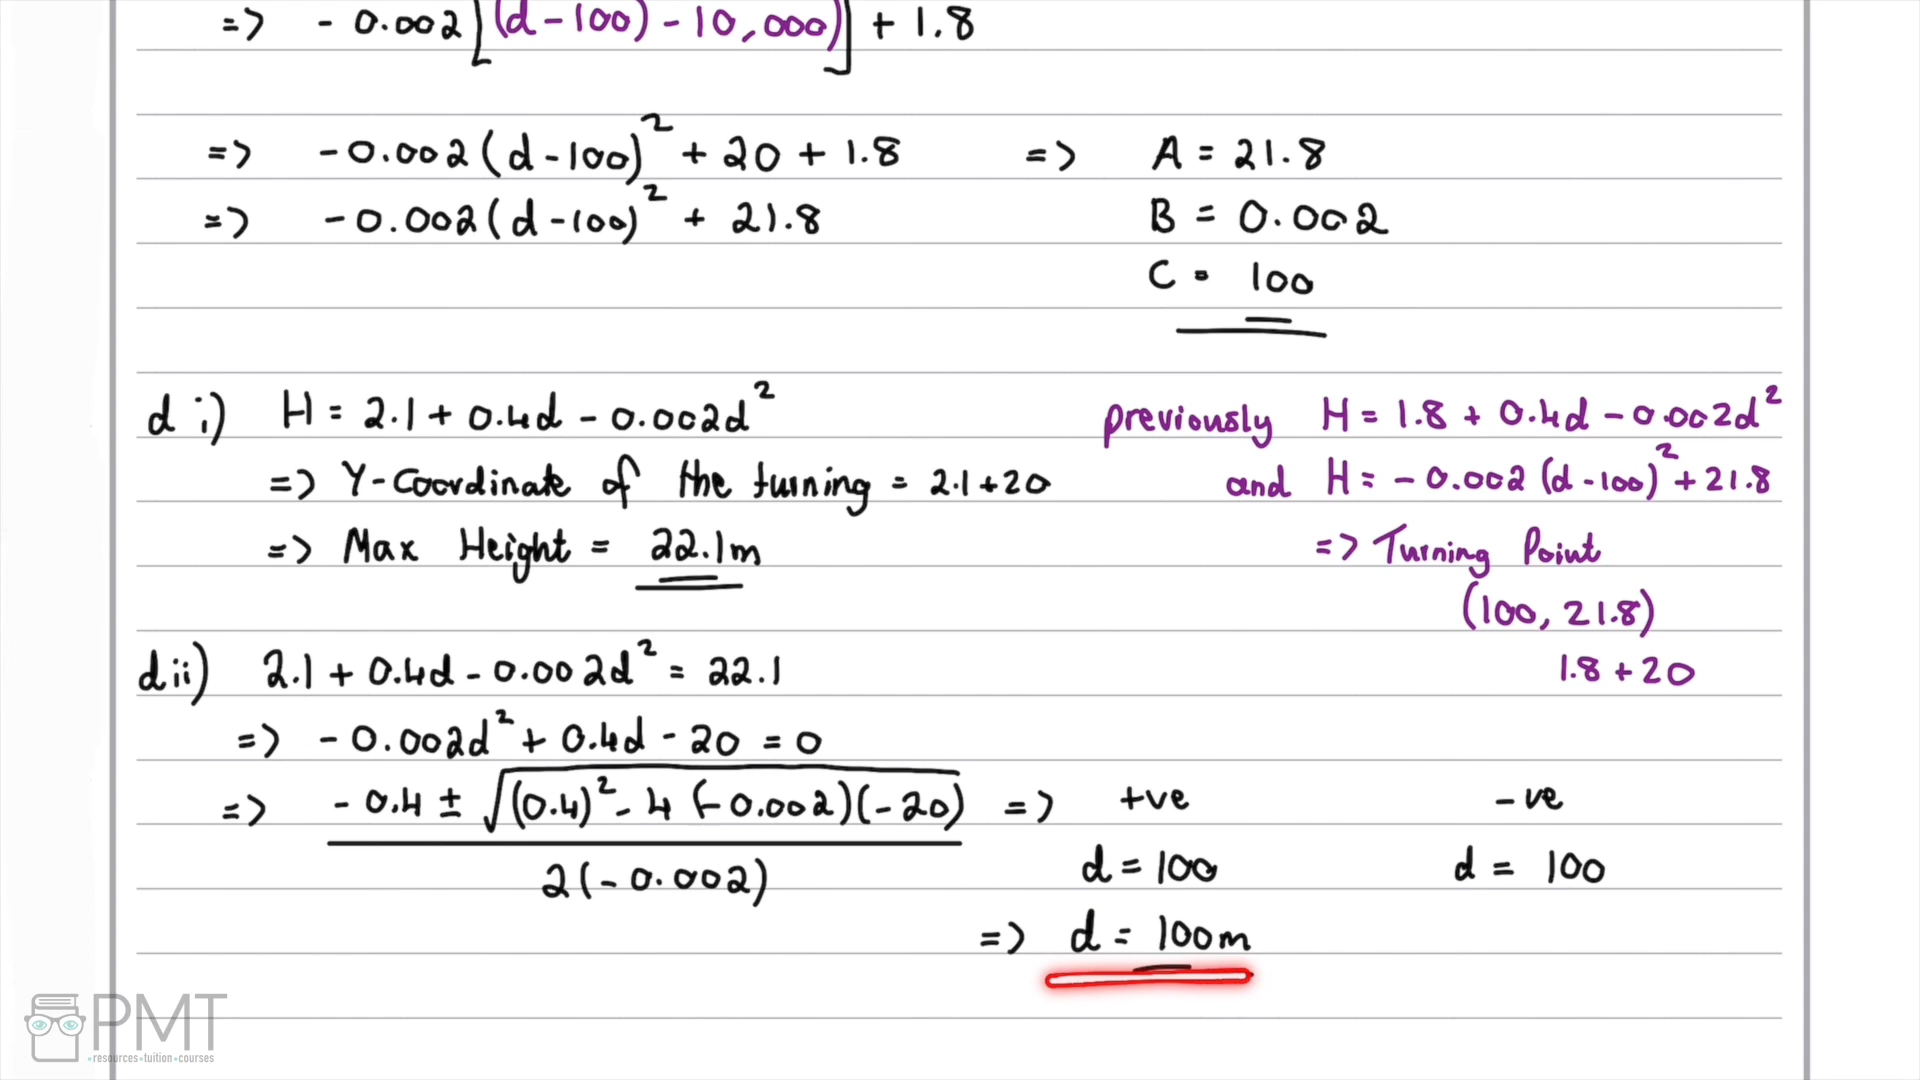 => - 0.002[(d-100) - 10,000)] + 1.8
=> -0.002(d-100)² + 20 + 1.8 => A = 21.8
=> -0.002(d-100)² + 21.8 B = 0.002
C = 100
d i) H = 2.1 + 0.4d - 0.002d² previously H = 1.8 + 0.4d - 0.002d²
=> Y-Coordinate of the turning = 2.1+20 and H = -0.002(d-100)² + 21.8
=> Max Height = 22.1m => Turning Point
(100, 21.8)
d ii) 2.1 + 0.4d - 0.002d² = 22.1 1.8 + 20
=> -0.002d² + 0.4d - 20 = 0
=> -0.4 ± √(0.4)² - 4(-0.002)(-20) => +ve -ve
2(-0.002) d = 100 d = 100
=> d = 100m
PMT
•resources•tuition•courses